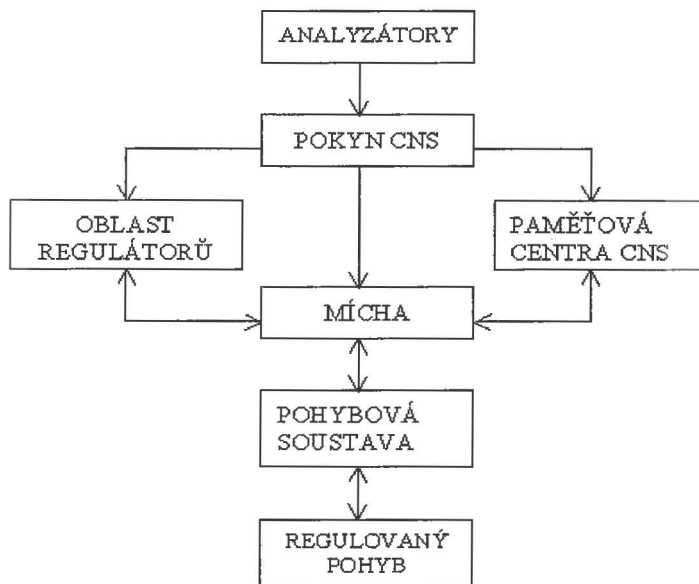 ANALYZÁTORY
POKYN CNS
OBLAST
REGULÁTORŮ
PAMĚŤOVÁ
CENTRA CNS
MÍCHA
POHYBOVÁ
SOUSTAVA
REGULOVANÝ
POHYB